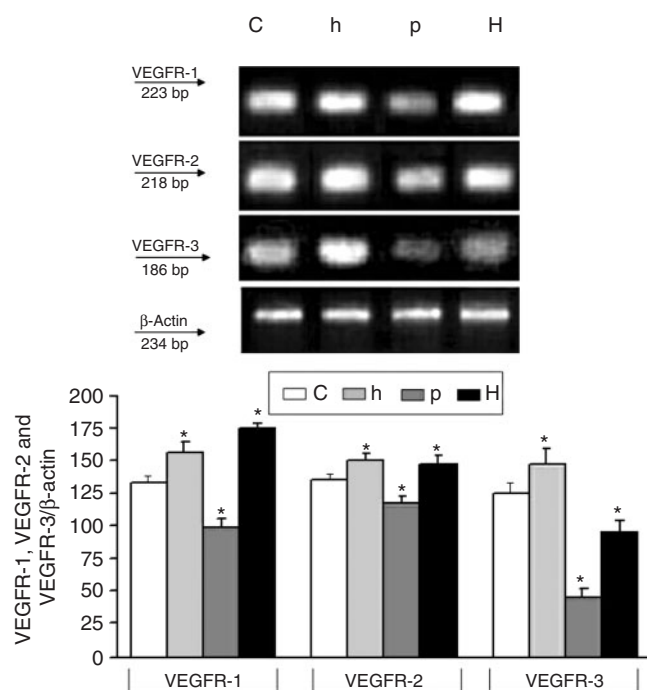 C h p H
VEGFR-1
223 bp
VEGFR-2
218 bp
VEGFR-3
186 bp
β-Actin
234 bp
C h p H
VEGFR-1, VEGFR-2 and
VEGFR-3/β-actin
200
175
150
125
100
75
50
25
0
* * *
* * *
* * *
VEGFR-1 VEGFR-2 VEGFR-3